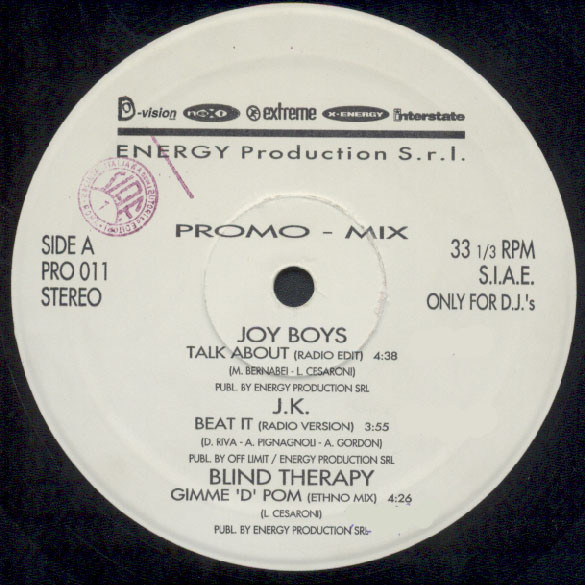 D-vision next extreme X-ENERGY interstate
ENERGY Production S.r.l.
PROMO - MIX
SIDE A
PRO 011
STEREO
33 1/3 RPM
S.I.A.E.
ONLY FOR D.J.'s
JOY BOYS
TALK ABOUT (RADIO EDIT) 4:38
(M. BERNABEI - L. CESARONI)
PUBL. BY ENERGY PRODUCTION SRL
J.K.
BEAT IT (RADIO VERSION) 3:55
(D. RIVA - A. PIGNAGNOLI - A. GORDON)
PUBL. BY OFF LIMIT / ENERGY PRODUCTION SRL
BLIND THERAPY
GIMME 'D' POM (ETHNO MIX) 4:26
(L CESARONI)
PUBL. BY ENERGY PRODUCTION SRL